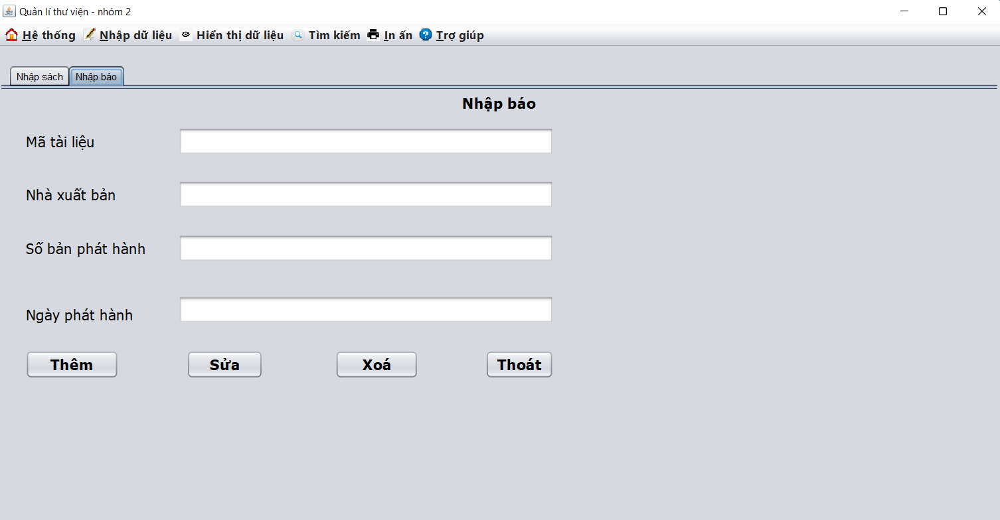 Quản lí thư viện - nhóm 2
Hệ thống Nhập dữ liệu Hiển thị dữ liệu Tìm kiếm In ấn Trợ giúp
Nhập sách Nhập báo
Nhập báo
Mã tài liệu
Nhà xuất bản
Số bản phát hành
Ngày phát hành
Thêm Sửa Xoá Thoát